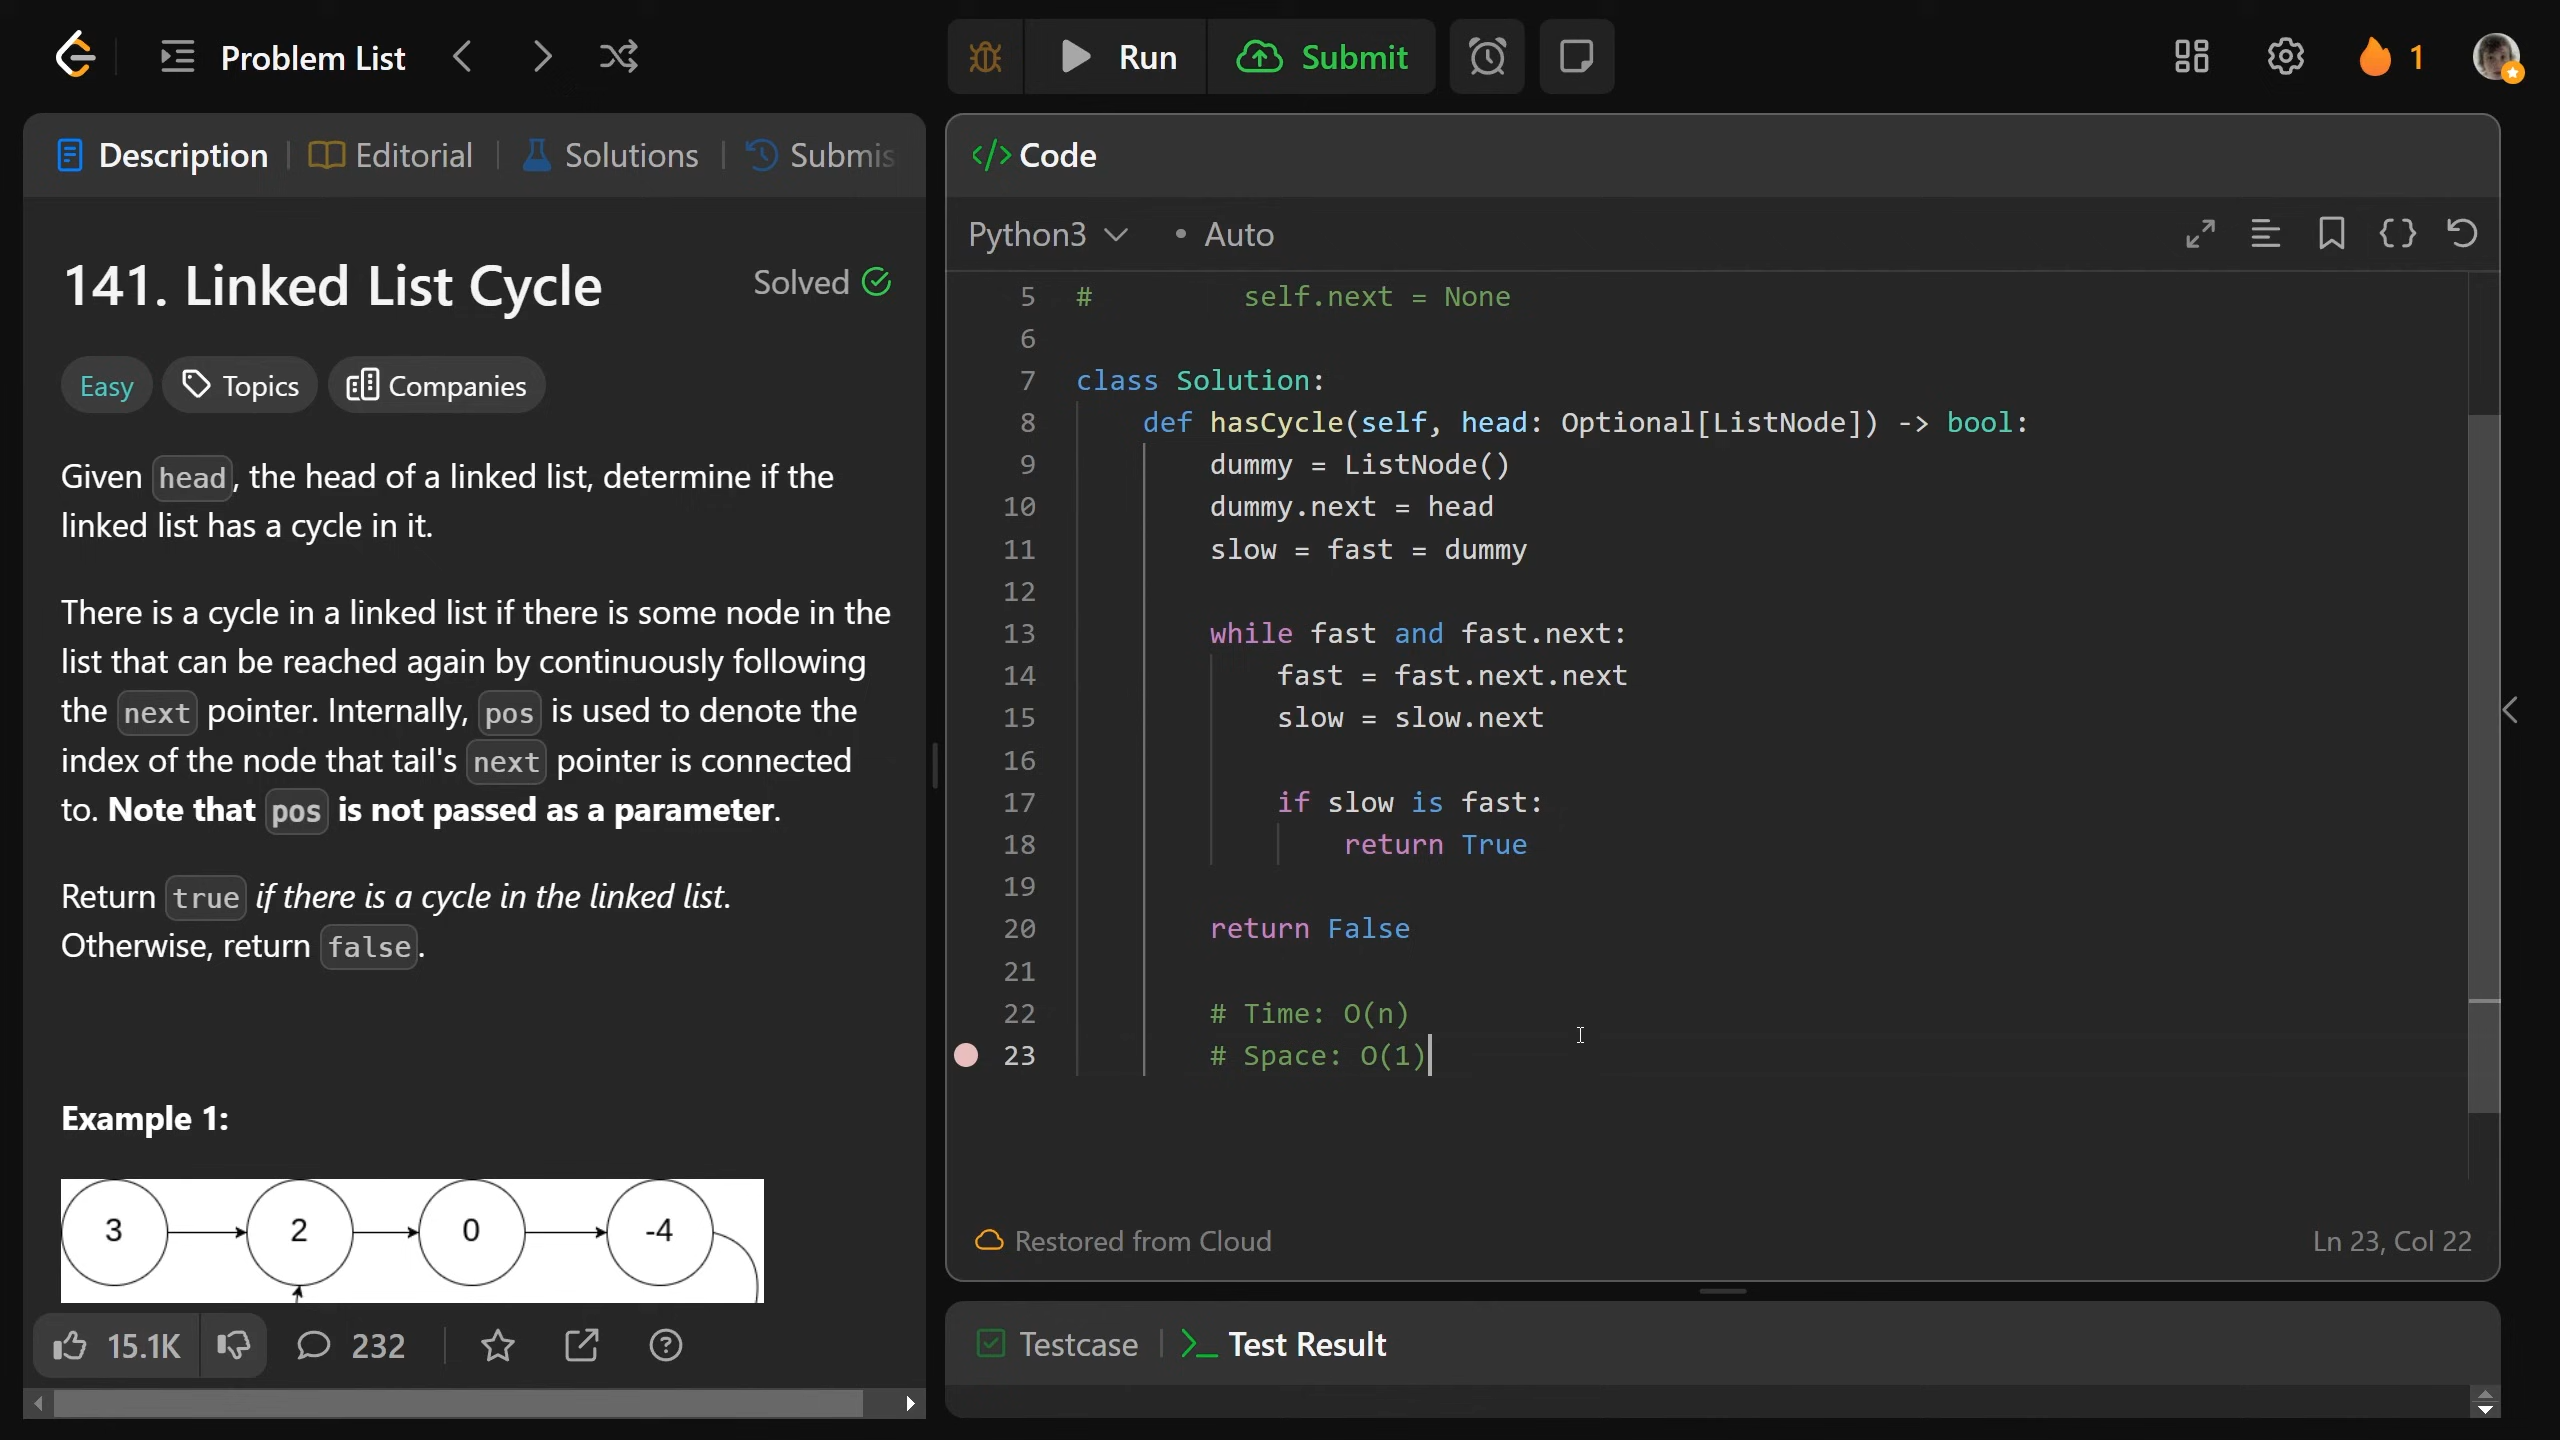 Problem List
Run
Submit
1
Description
Editorial
Solutions
Submis
141. Linked List Cycle
Solved
Easy
Topics
Companies
Given head, the head of a linked list, determine if the
linked list has a cycle in it.
There is a cycle in a linked list if there is some node in the
list that can be reached again by continuously following
the next pointer. Internally, pos is used to denote the
index of the node that tail's next pointer is connected
to. Note that pos is not passed as a parameter.
Return true if there is a cycle in the linked list.
Otherwise, return false.
Example 1:
3 2 0 -4
15.1K
232
</> Code
Python3
• Auto
5 #         self.next = None
6
7 class Solution:
8     def hasCycle(self, head: Optional[ListNode]) -> bool:
9         dummy = ListNode()
10         dummy.next = head
11         slow = fast = dummy
12
13         while fast and fast.next:
14             fast = fast.next.next
15             slow = slow.next
16
17             if slow is fast:
18                 return True
19
20         return False
21
22         # Time: O(n)
23         # Space: O(1)
Restored from Cloud
Ln 23, Col 22
Testcase
Test Result